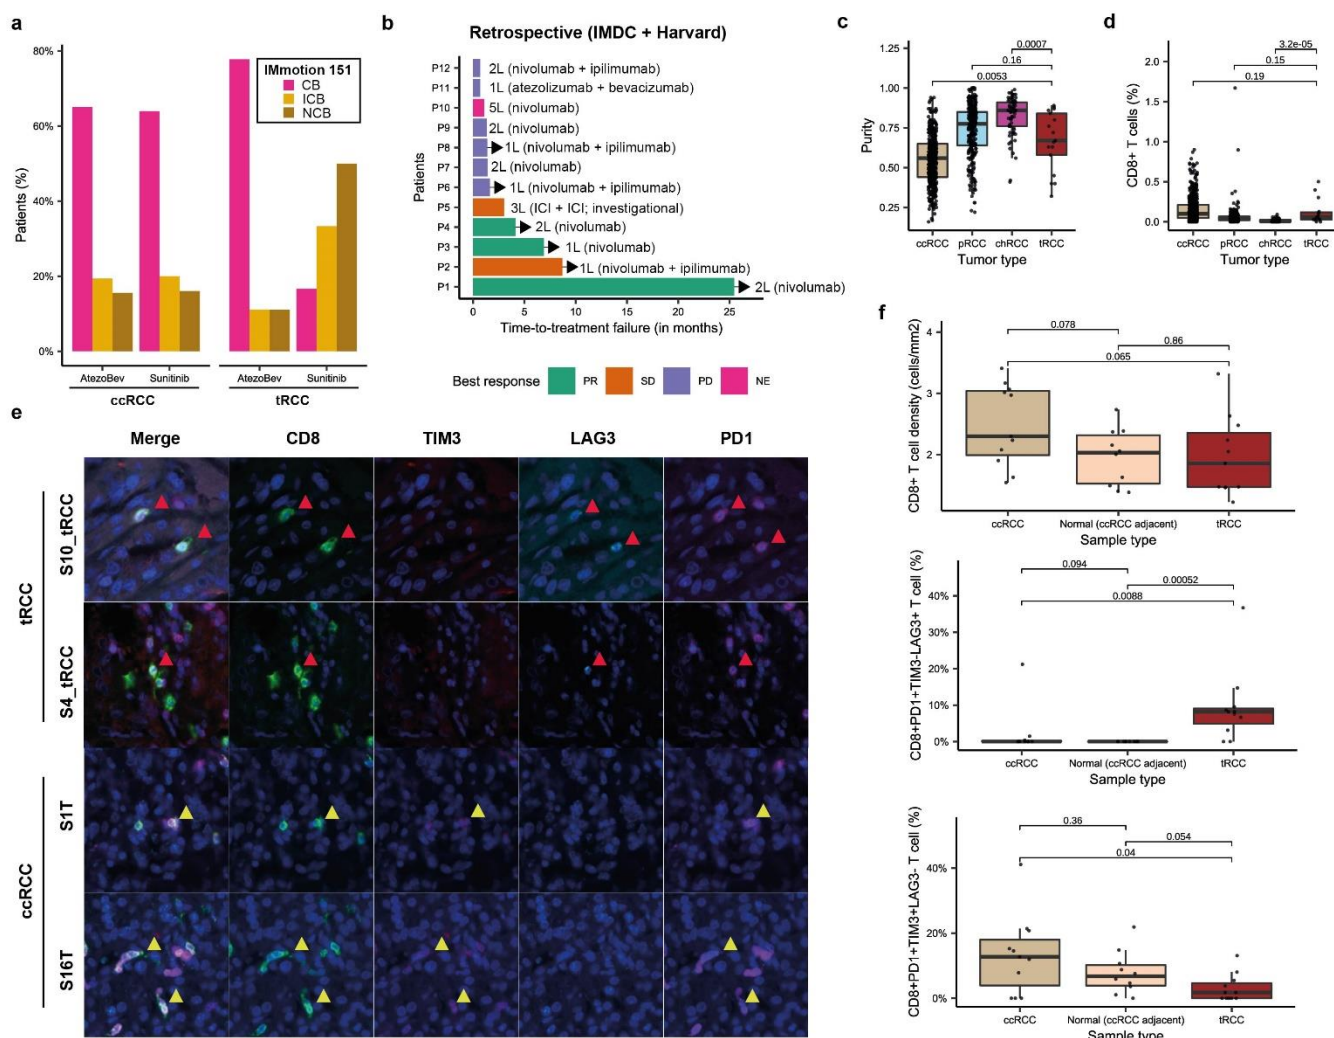 a
80%
60%
40%
20%
0%
Patients (%)
IMmotion 151
CB
ICB
NCB
AtezoBev
Sunitinib
AtezoBev
Sunitinib
ccRCC
tRCC
b
Retrospective (IMDC + Harvard)
Patients
P12
2L (nivolumab + ipilimumab)
P11
1L (atezolizumab + bevacizumab)
P10
5L (nivolumab)
P9
2L (nivolumab)
P8
1L (nivolumab + ipilimumab)
P7
2L (nivolumab)
P6
1L (nivolumab + ipilimumab)
P5
3L (ICI + ICI; investigational)
P4
2L (nivolumab)
P3
1L (nivolumab)
P2
1L (nivolumab + ipilimumab)
P1
2L (nivolumab)
0 5 10 15 20 25
Time-to-treatment failure (in months)
Best response
PR
SD
PD
NE
c
0.0007
0.16
0.0053
1.25
1.00
0.75
0.50
0.25
Purity
ccRCC pRCC chRCC tRCC
Tumor type
d
3.2e-05
0.15
0.19
2.0
1.5
1.0
0.5
0.0
CD8+ T cells (%)
ccRCC pRCC chRCC tRCC
Tumor type
e
Merge
CD8
TIM3
LAG3
PD1
tRCC
S10_tRCC
S4_tRCC
ccRCC
S1T
S16T
f
0.078
0.86
0.065
4
3
2
CD8+ T cell density (cells/mm2)
ccRCC
Normal (ccRCC adjacent)
tRCC
Sample type
0.094
0.00052
0.0088
40%
30%
20%
10%
0%
CD8+PD1+TIM3-LAG3+ T cell (%)
ccRCC
Normal (ccRCC adjacent)
tRCC
Sample type
0.36
0.054
0.04
40%
20%
0%
CD8+PD1+TIM3+LAG3- T cell (%)
ccRCC
Normal (ccRCC adjacent)
tRCC
Sample type